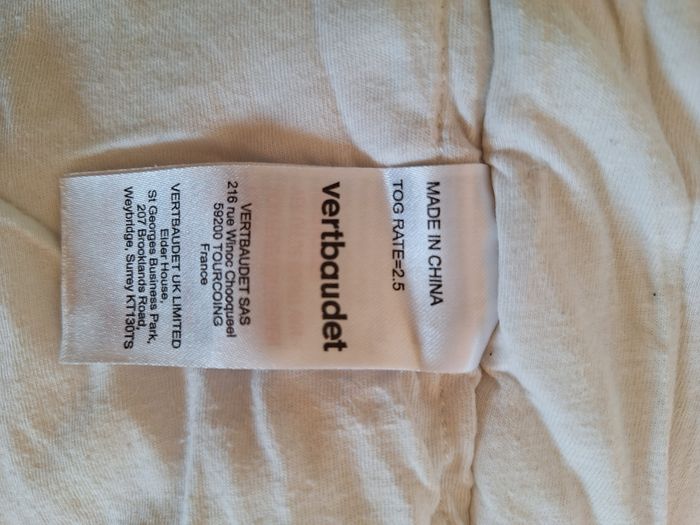 MADE IN CHINA
TOG RATE=2.5
vertbaudet
VERTBAUDET SAS
216 rue Winoc Chocqueel
59200 TOURCOING
France
VERTBAUDET UK LIMITED
Elder House,
St Georges Business Park,
207 Brooklands Road,
Weybridge, Surrey KT130TS